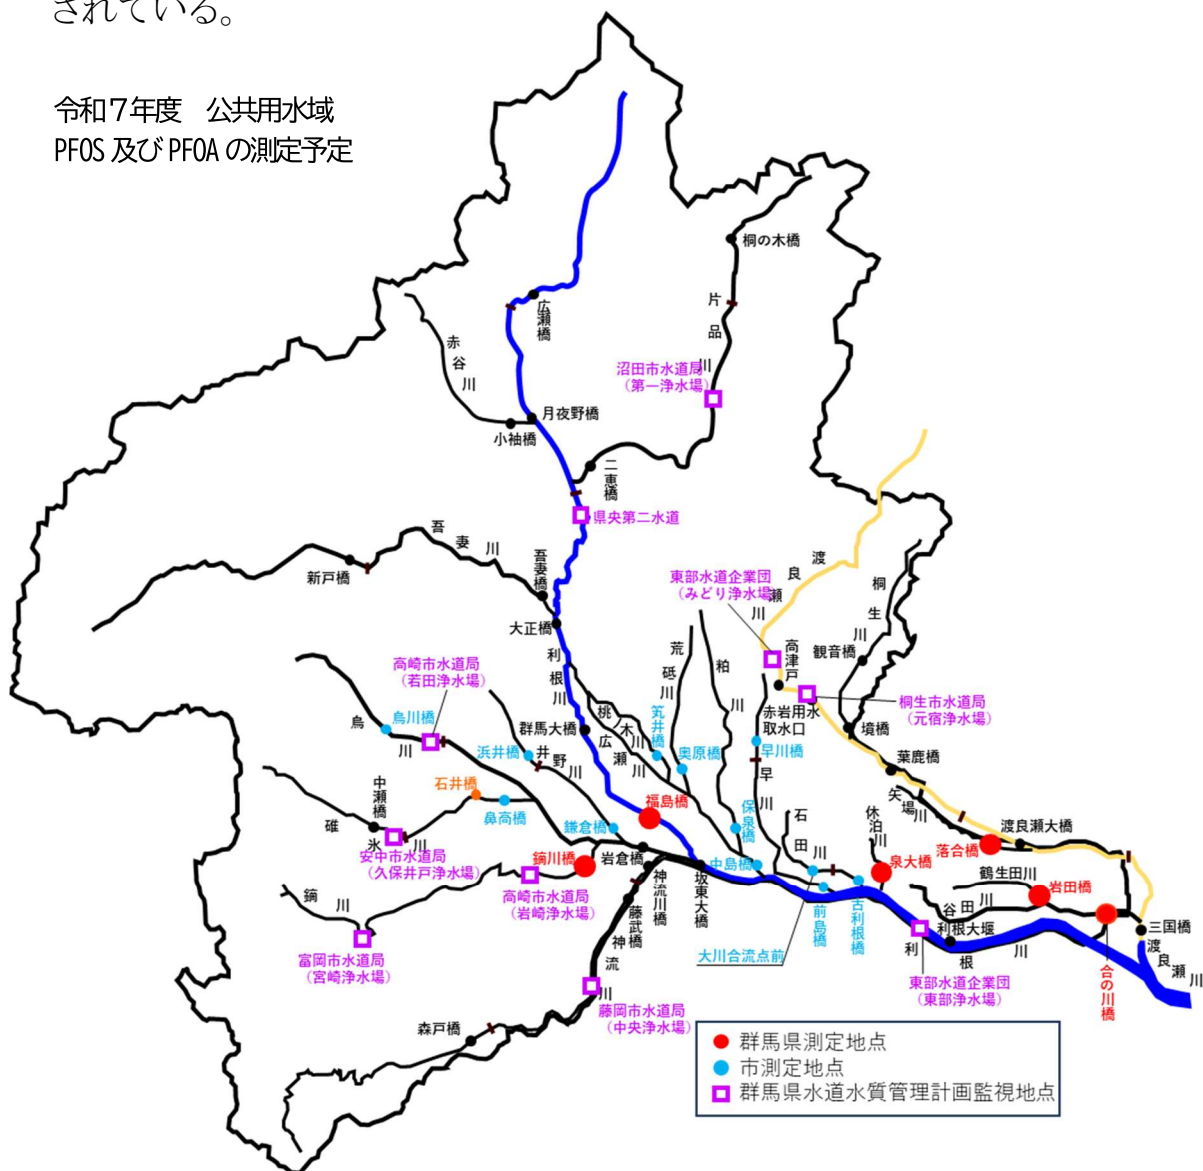 されている。
令和７年度　公共用水域
PFOS 及び PFOA の測定予定
桐の木橋
広瀬橋
片品川
赤谷川
沼田市水道局
（第一浄水場）
月夜野橋
小袖橋
二恵橋
県央第二水道
吾妻川
吾妻橋
新戸橋
大正橋
渡良瀬川
桐生川
東部水道企業団
（みどり浄水場）
高津戸
観音橋
利根川
荒砥川
粕川
高崎市水道局
（若田浄水場）
桐生市水道局
（元宿浄水場）
赤岩用水
取水口
境橋
烏川
烏川橋
群馬大橋
桃木川
広瀬川
筑井橋
奥原橋
早川橋
早川
浜井橋
井野川
葉鹿橋
矢場川
石井橋
中瀬橋
碓氷川
鼻高橋
鎌倉橋
福島橋
保泉橋
石田川
休泊川
渡良瀬大橋
落合橋
安中市水道局
（久保井戸浄水場）
鏑川橋
岩倉橋
中島橋
泉大橋
鶴生田川
岩田橋
鏑川
高崎市水道局
（岩崎浄水場）
神流川橋
藤武橋
坂東大橋
前島橋
古利根橋
谷田川
利根大堰
三国橋
富岡市水道局
（宮崎浄水場）
神流川
大川合流点前
利根川
渡良瀬川
合の川橋
東部水道企業団
（東部浄水場）
藤岡市水道局
（中央浄水場）
森戸橋
群馬県測定地点
市測定地点
群馬県水道水質管理計画監視地点